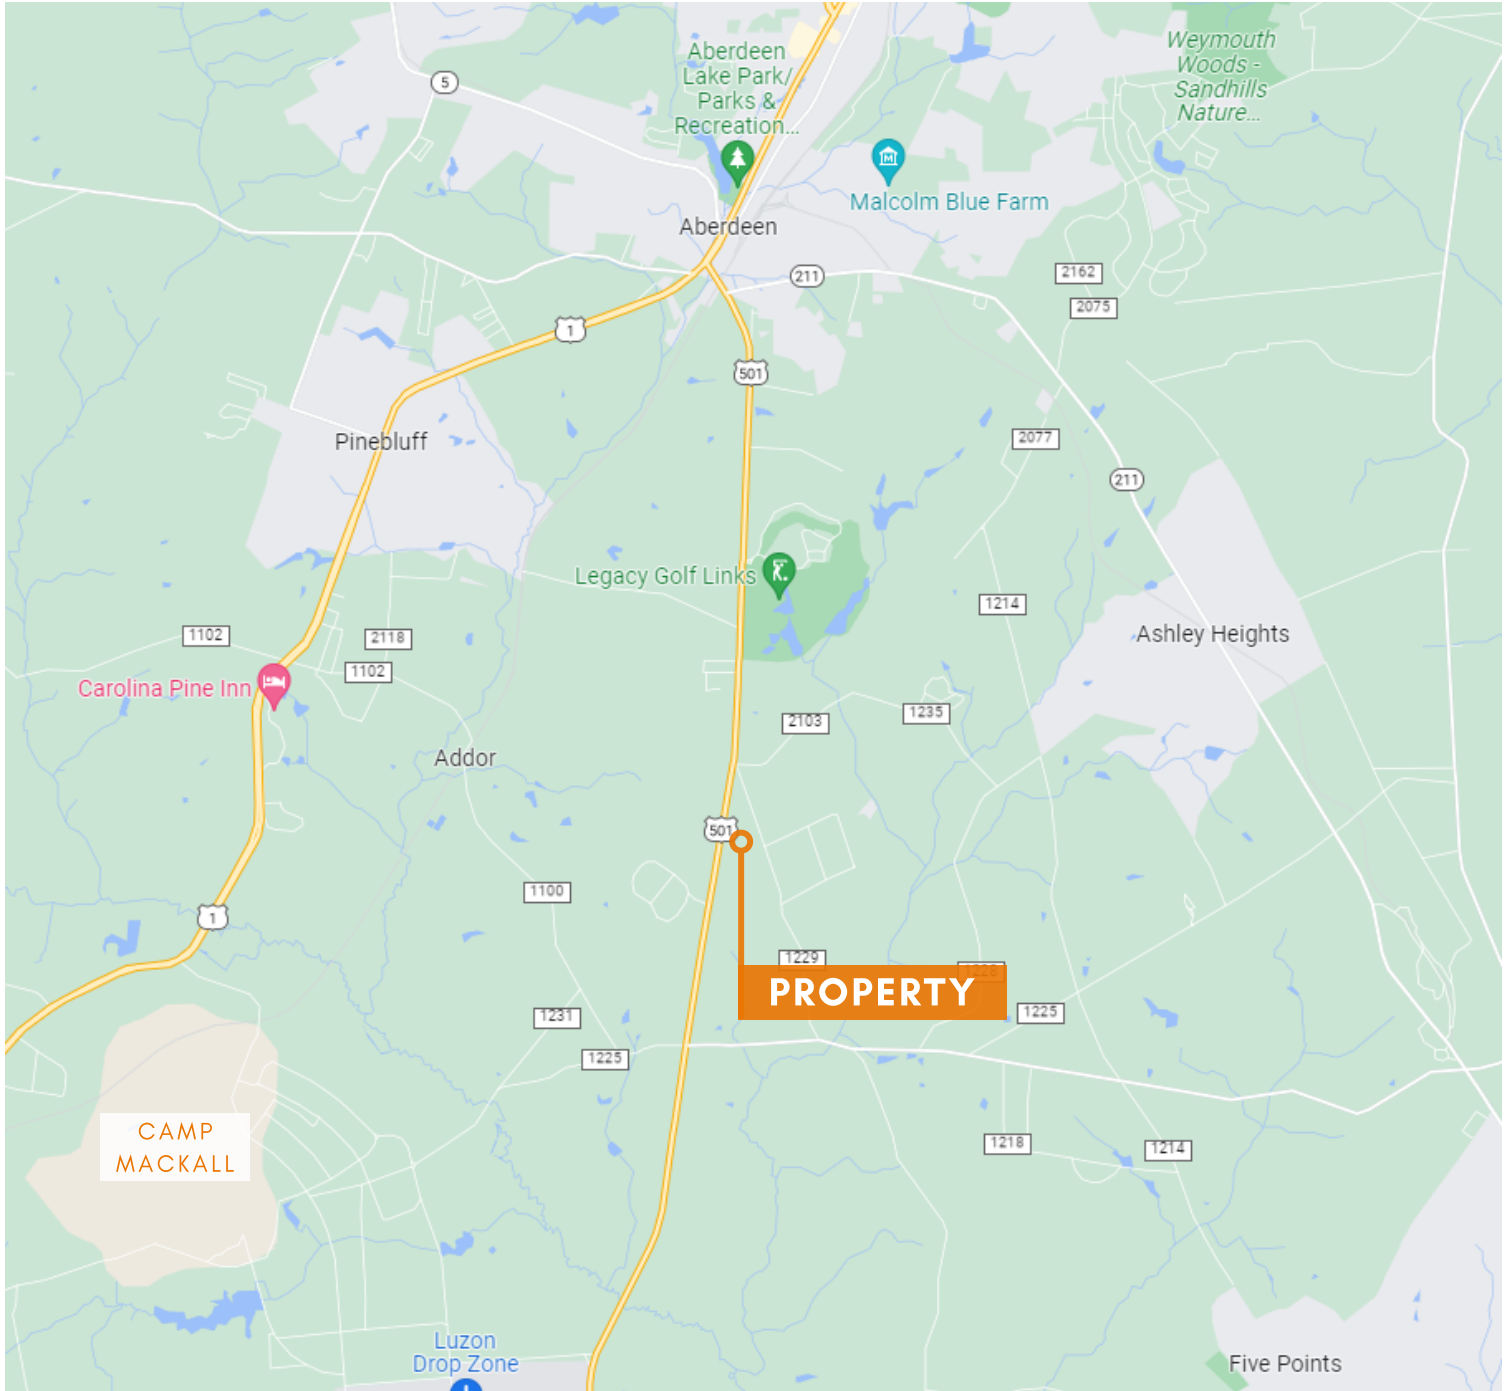 Weymouth
Woods -
Sandhills
Nature...
Aberdeen
Lake Park/
Parks &
Recreation...
5
Malcolm Blue Farm
Aberdeen
211
2162
2075
1
501
2077
Pinebluff
211
Legacy Golf Links
1214
1102
2118
Ashley Heights
1102
Carolina Pine Inn
2103
1235
Addor
501
1100
1
1229
1228
PROPERTY
1231
1225
1225
CAMP
MACKALL
1218
1214
Luzon
Drop Zone
Five Points